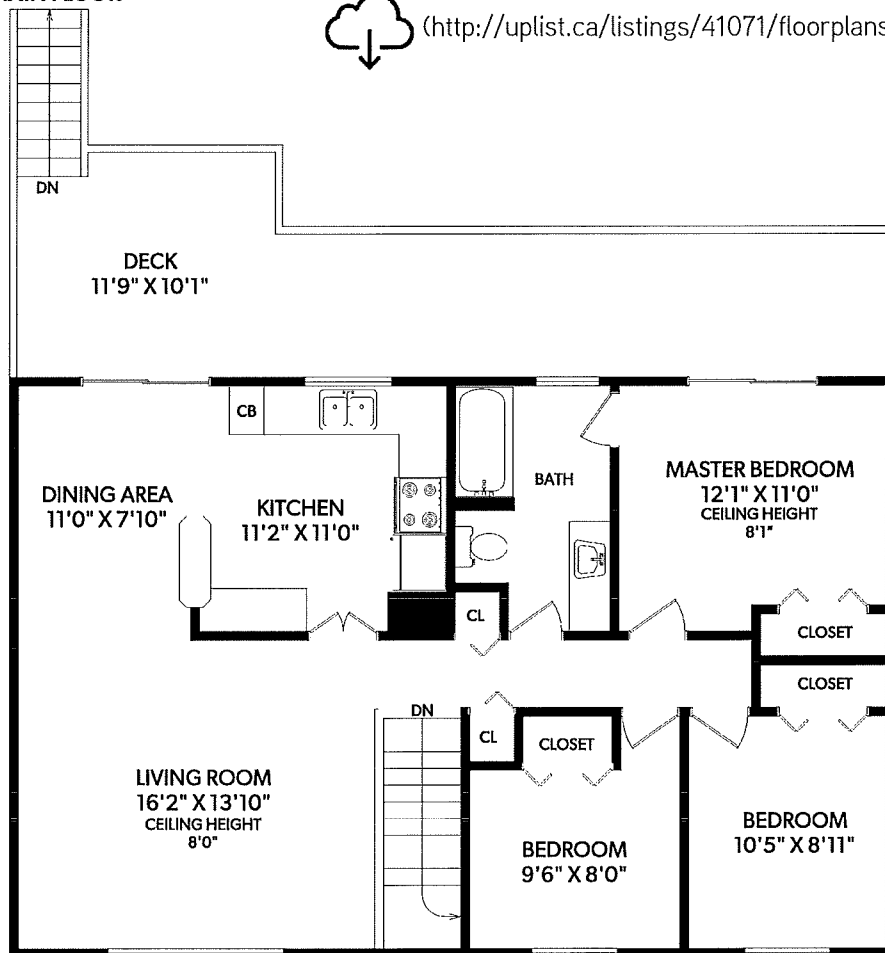 (http://uplist.ca/listings/41071/floorplans
DN
DECK
11'9" X 10'1"
CB
DINING AREA
11'0" X 7'10"
KITCHEN
11'2" X 11'0"
BATH
MASTER BEDROOM
12'1" X 11'0"
CEILING HEIGHT
8'1"
CL
CLOSET
CLOSET
DN
CL
CLOSET
LIVING ROOM
16'2" X 13'10"
CEILING HEIGHT
8'0"
BEDROOM
9'6" X 8'0"
BEDROOM
10'5" X 8'11"